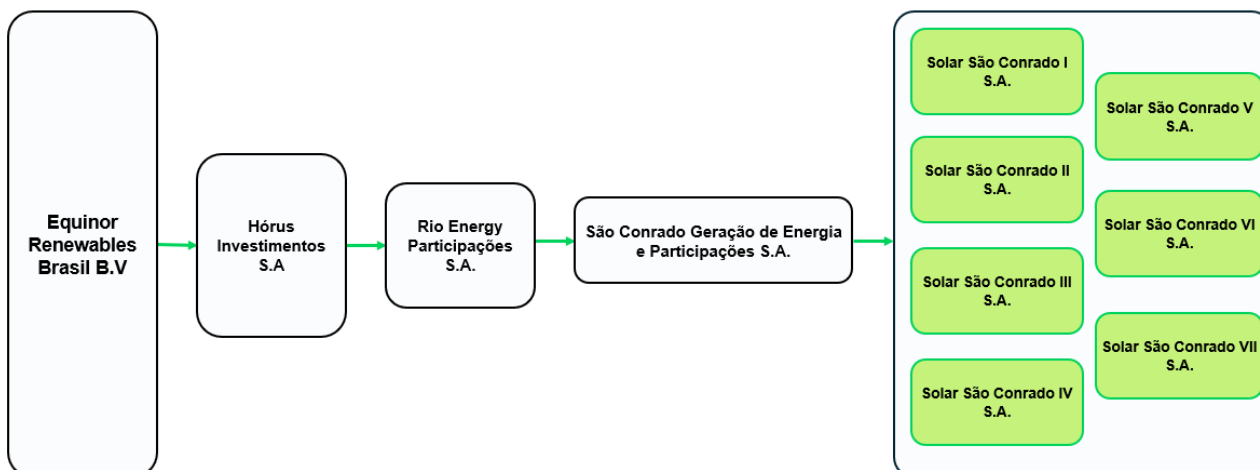 Equinor
Renewables
Brasil B.V
Hórus
Investimentos
S.A
Rio Energy
Participações
S.A.
São Conrado Geração de Energia
e Participações S.A.
Solar São Conrado I
S.A.
Solar São Conrado II
S.A.
Solar São Conrado III
S.A.
Solar São Conrado IV
S.A.
Solar São Conrado V
S.A.
Solar São Conrado VI
S.A.
Solar São Conrado VII
S.A.